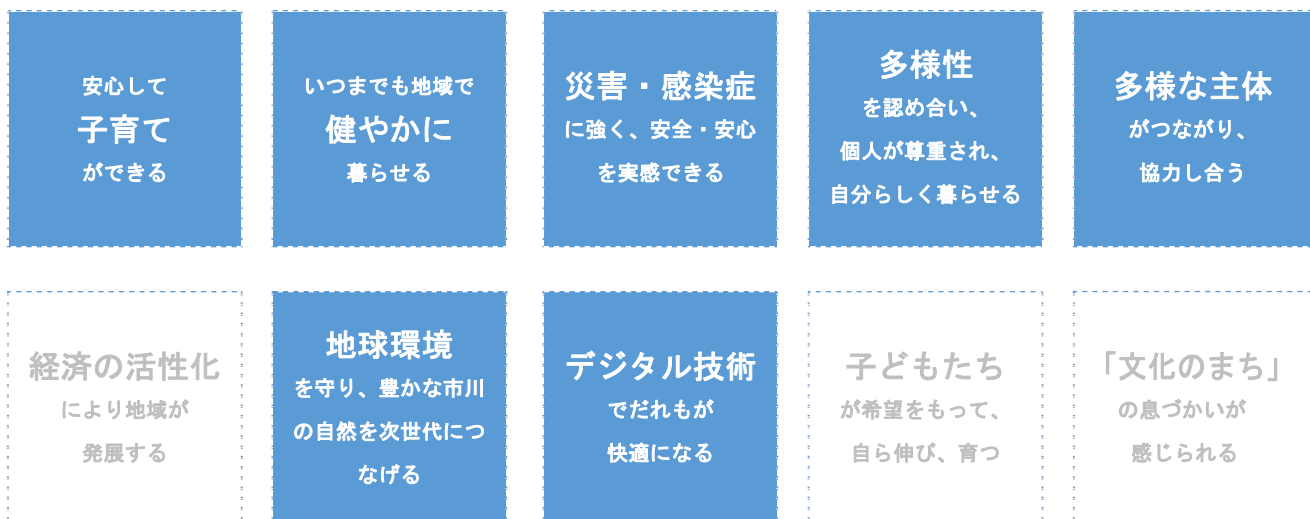 安心して
子育て
ができる
いつまでも地域で
健やかに
暮らせる
災害・感染症
に強く、安全・安心
を実感できる
多様性
を認め合い、
個人が尊重され、
自分らしく暮らせる
多様な主体
がつながり、
協力し合う
経済の活性化
により地域が
発展する
地球環境
を守り、豊かな市川
の自然を次世代につ
なげる
デジタル技術
でだれもが
快適になる
子どもたち
が希望をもって、
自ら伸び、育つ
「文化のまち」
の息づかいが
感じられる